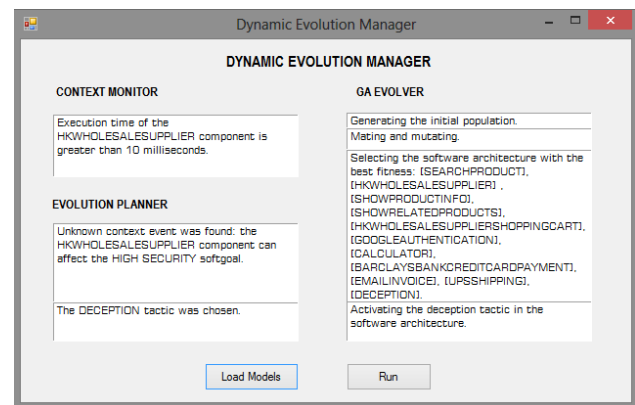 Dynamic Evolution Manager
DYNAMIC EVOLUTION MANAGER
CONTEXT MONITOR
Execution time of the
HKWHOLESALESUPPLIER component is
greater than 10 milliseconds.
EVOLUTION PLANNER
Unknown context event was found: the
HKWHOLESALESUPPLIER component can
affect the HIGH SECURITY softgoal.
The DECEPTION tactic was chosen.
GA EVOLVER
Generating the initial population.
Mating and mutating.
Selecting the software architecture with the
best fitness: [SEARCHPRODUCT],
[HKWHOLESALESUPPLIER] ,
[SHOWPRODUCTINFO],
[SHOWRELATEDPRODUCTS],
[HKWHOLESALESUPPLIERSHOPPINGCART],
[GOOGLEAUTHENTICATION],
[CALCULATOR],
[BARCLAYSBANKCREDITCARDPAYMENT],
[EMAILINVOICE], [UPSSHIPPING],
[DECEPTION].
Activating the deception tactic in the
software architecture.
Load Models
Run